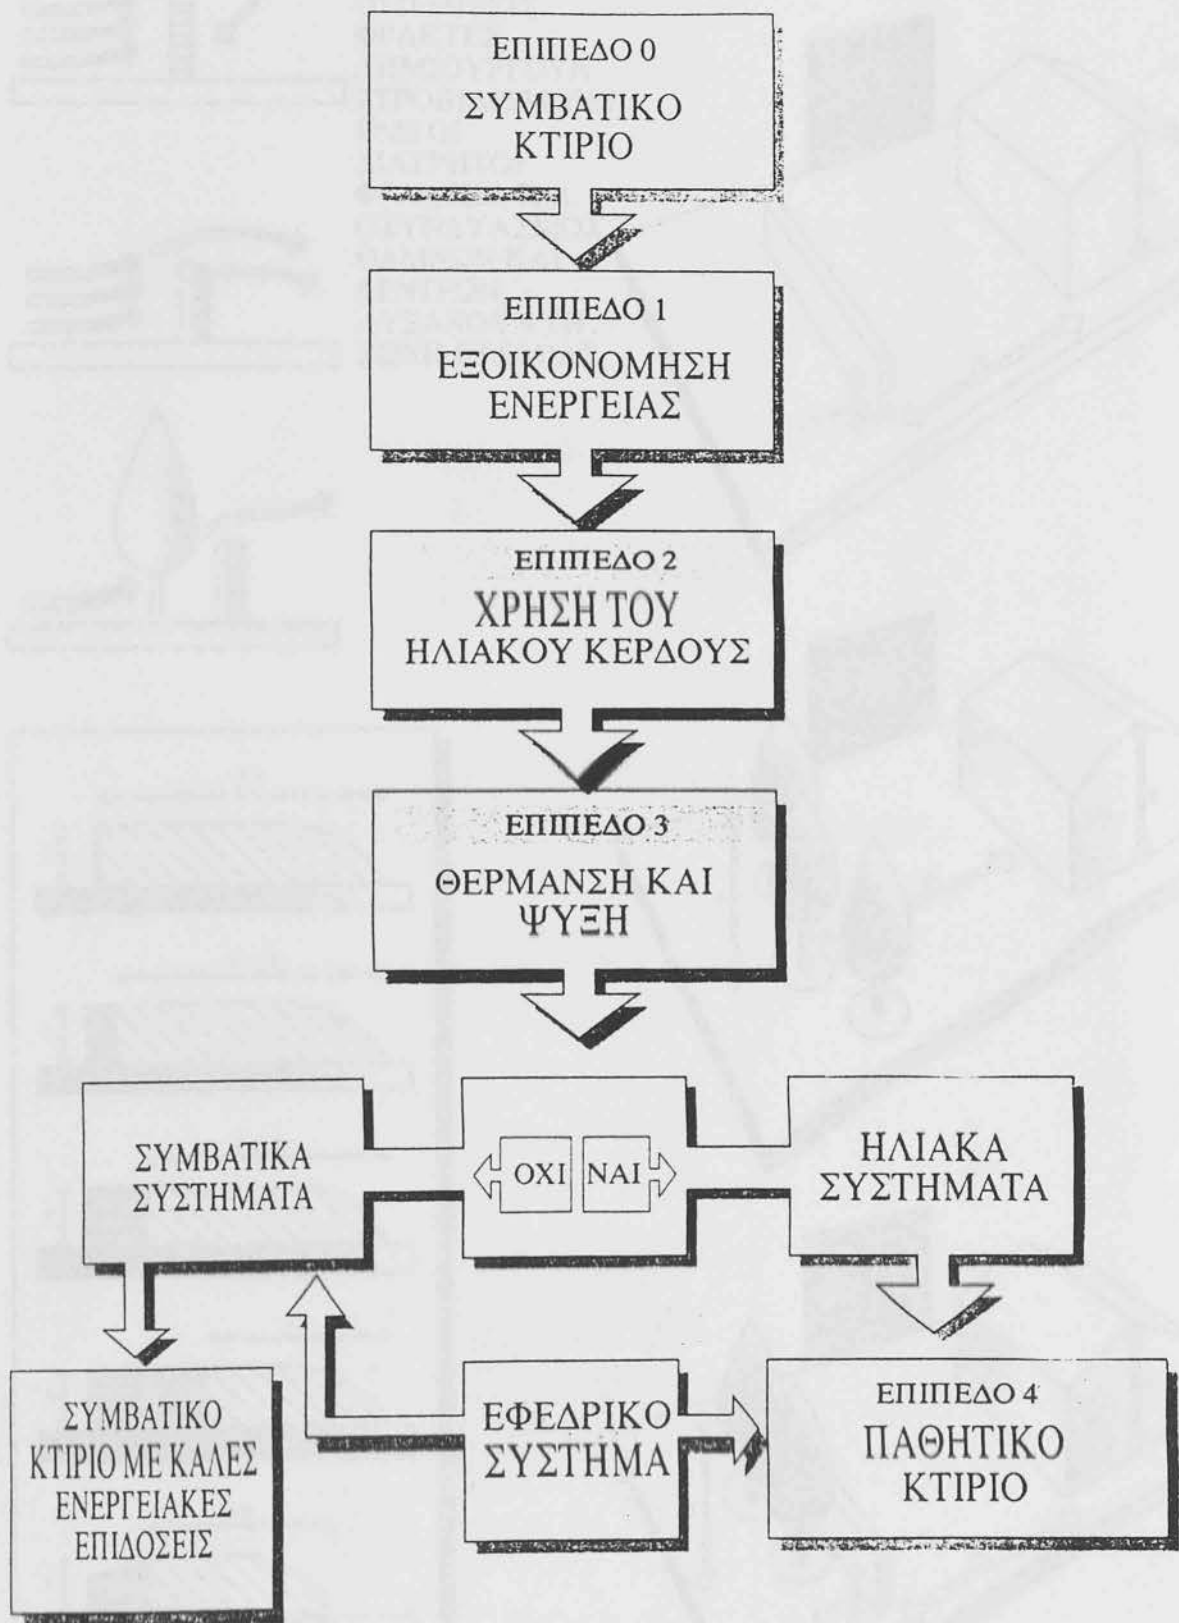 ΕΠΙΠΕΔΟ 0
ΣΥΜΒΑΤΙΚΟ
ΚΤΙΡΙΟ
ΕΠΙΠΕΔΟ 1
ΕΞΟΙΚΟΝΟΜΗΣΗ
ΕΝΕΡΓΕΙΑΣ
ΕΠΙΠΕΔΟ 2
ΧΡΗΣΗ ΤΟΥ
ΗΛΙΑΚΟΥ ΚΕΡΔΟΥΣ
ΕΠΙΠΕΔΟ 3
ΘΕΡΜΑΝΣΗ ΚΑΙ
ΨΥΞΗ
ΣΥΜΒΑΤΙΚΑ
ΣΥΣΤΗΜΑΤΑ
ΟΧΙ
ΝΑΙ
ΗΛΙΑΚΑ
ΣΥΣΤΗΜΑΤΑ
ΣΥΜΒΑΤΙΚΟ
ΚΤΙΡΙΟ ΜΕ ΚΑΛΕΣ
ΕΝΕΡΓΕΙΑΚΕΣ
ΕΠΙΔΟΣΕΙΣ
ΕΦΕΔΡΙΚΟ
ΣΥΣΤΗΜΑ
ΕΠΙΠΕΔΟ 4
ΠΑΘΗΤΙΚΟ
ΚΤΙΡΙΟ